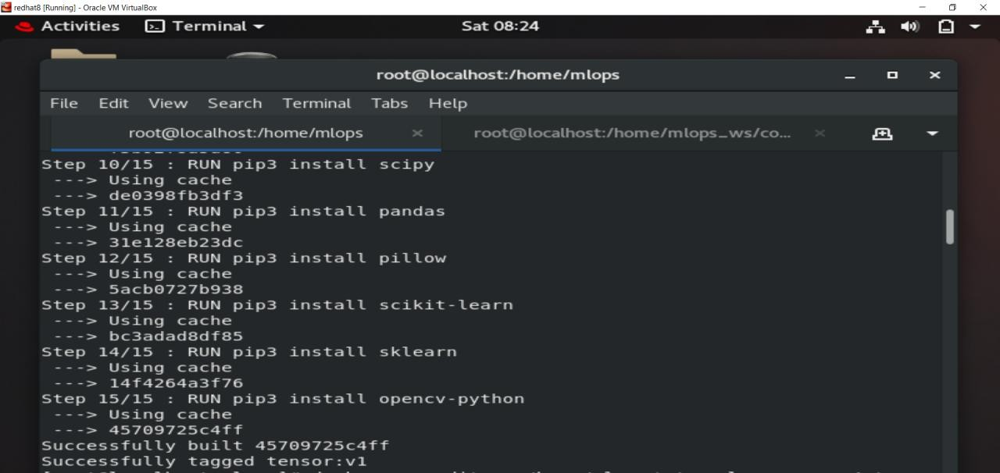 redhat8 [Running] - Oracle VM VirtualBox
Activities Terminal Sat 08:24
root@localhost:/home/mlops
File Edit View Search Terminal Tabs Help
root@localhost:/home/mlops root@localhost:/home/mlops_ws/co...
Step 10/15 : RUN pip3 install scipy
---> Using cache
---> de0398fb3df3
Step 11/15 : RUN pip3 install pandas
---> Using cache
---> 31e128eb23dc
Step 12/15 : RUN pip3 install pillow
---> Using cache
---> 5acb0727b938
Step 13/15 : RUN pip3 install scikit-learn
---> Using cache
---> bc3adad8df85
Step 14/15 : RUN pip3 install sklearn
---> Using cache
---> 14f4264a3f76
Step 15/15 : RUN pip3 install opencv-python
---> Using cache
---> 45709725c4ff
Successfully built 45709725c4ff
Successfully tagged tensor:v1